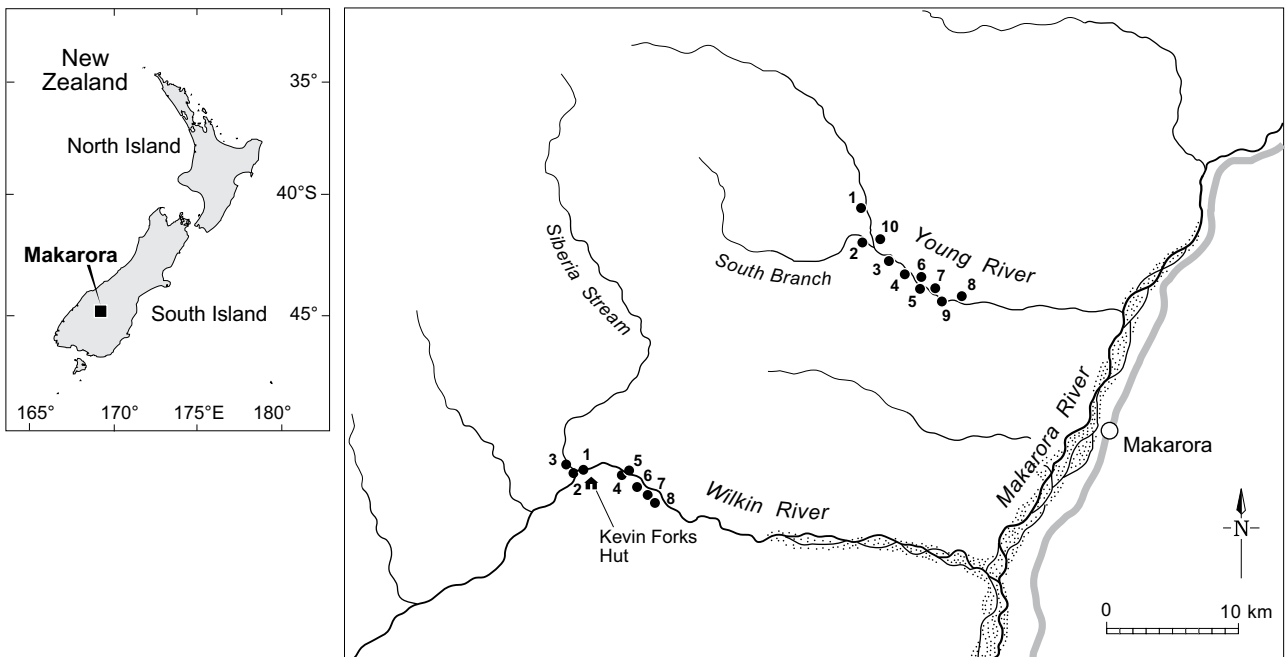 New
Zealand
North Island
Makarora
South Island
35°
40°S
45°
165°
170°
175°E
180°
1
10
2
3
4
6
5
7
9
8
Young River
South Branch
Siberia Stream
3
1
2
5
4
6
7
8
Kevin Forks
Hut
Wilkin River
Makarora River
Makarora
N
0
10 km